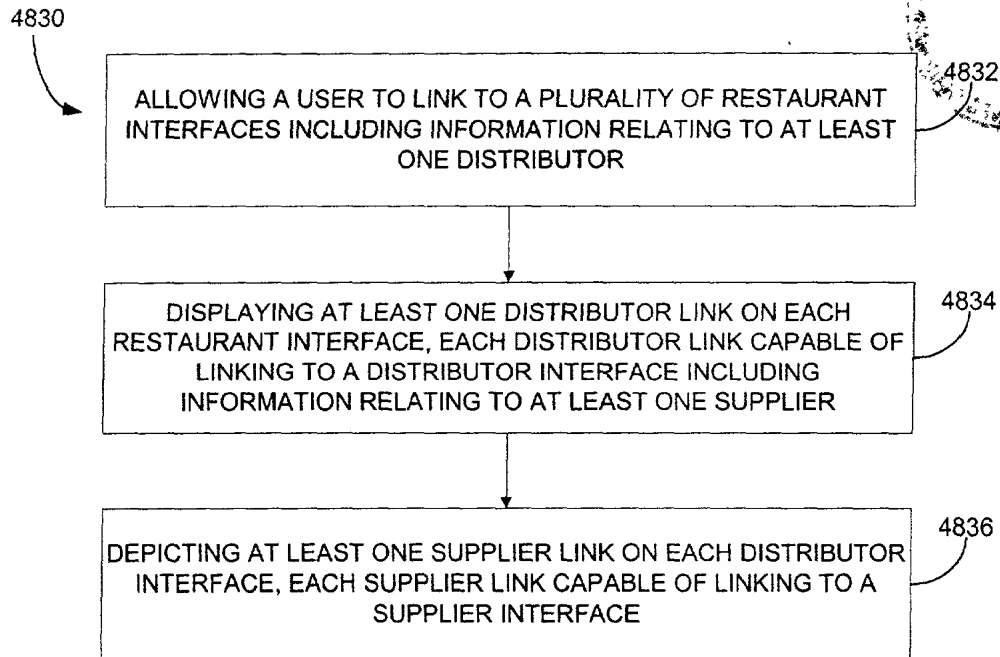 4830
4832
ALLOWING A USER TO LINK TO A PLURALITY OF RESTAURANT
INTERFACES INCLUDING INFORMATION RELATING TO AT LEAST
ONE DISTRIBUTOR
4834
DISPLAYING AT LEAST ONE DISTRIBUTOR LINK ON EACH
RESTAURANT INTERFACE, EACH DISTRIBUTOR LINK CAPABLE OF
LINKING TO A DISTRIBUTOR INTERFACE INCLUDING
INFORMATION RELATING TO AT LEAST ONE SUPPLIER
4836
DEPICTING AT LEAST ONE SUPPLIER LINK ON EACH DISTRIBUTOR
INTERFACE, EACH SUPPLIER LINK CAPABLE OF LINKING TO A
SUPPLIER INTERFACE